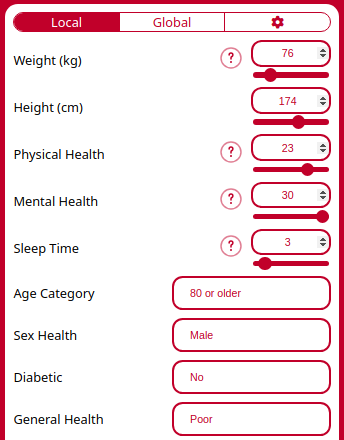 Local Global
Weight (kg) ? 76
Height (cm) 174
Physical Health ? 23
Mental Health ? 30
Sleep Time ? 3
Age Category 80 or older
Sex Health Male
Diabetic No
General Health Poor